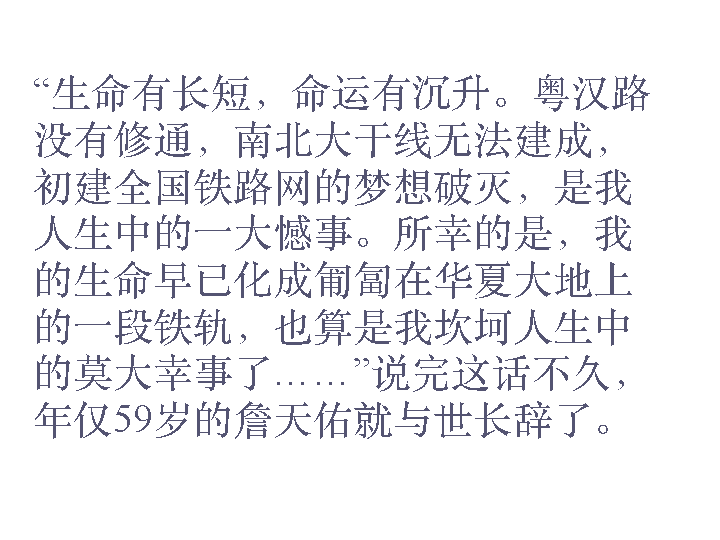 “生命有长短，命运有沉升。粤汉路
没有修通，南北大干线无法建成，
初建全国铁路网的梦想破灭，是我
人生中的一大憾事。所幸的是，我
的生命早已化成匍匐在华夏大地上
的一段铁轨，也算是我坎坷人生中
的莫大幸事了……”说完这话不久，
年仅59岁的詹天佑就与世长辞了。